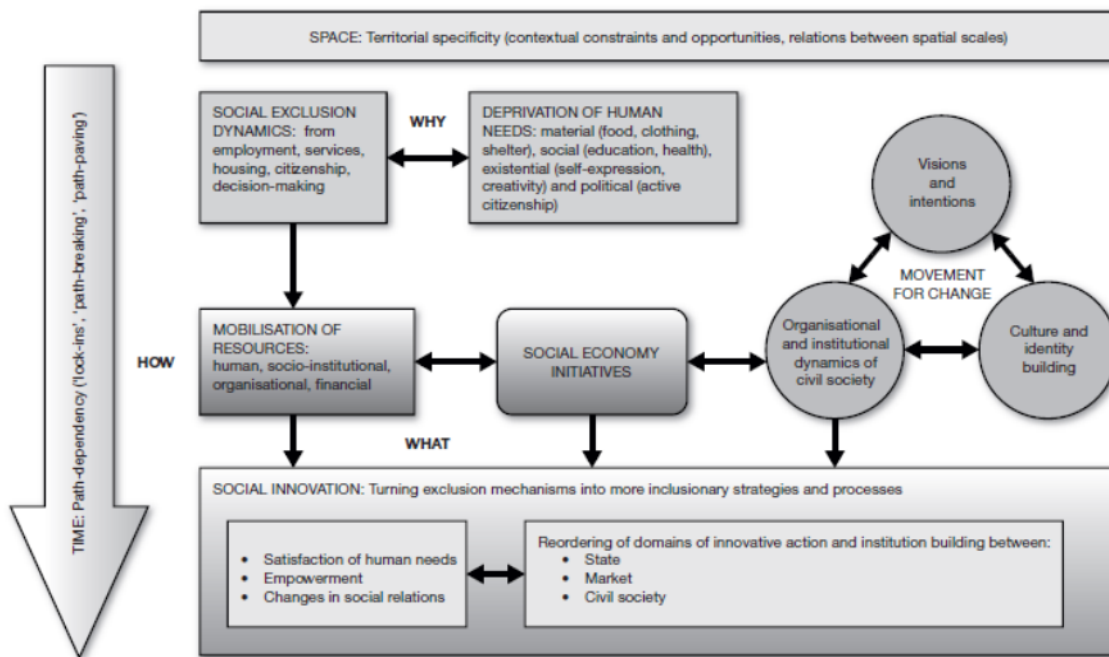 SPACE: Territorial specificity (contextual constraints and opportunities, relations between spatial scales)
TIME: Path-dependency ('lock-ins', 'path-breaking', 'path-paving')
SOCIAL EXCLUSION
DYNAMICS: from
employment, services,
housing, citizenship,
decision-making
WHY
DEPRIVATION OF HUMAN
NEEDS: material (food, clothing,
shelter), social (education, health),
existential (self-expression,
creativity) and political (active
citizenship)
Visions
and
intentions
MOVEMENT
FOR CHANGE
HOW
MOBILISATION OF
RESOURCES:
human, socio-institutional,
organisational, financial
SOCIAL ECONOMY
INITIATIVES
Organisational
and institutional
dynamics of
civil society
Culture and
identity
building
WHAT
SOCIAL INNOVATION: Turning exclusion mechanisms into more inclusionary strategies and processes
• Satisfaction of human needs
• Empowerment
• Changes in social relations
Reordering of domains of innovative action and institution building between:
• State
• Market
• Civil society